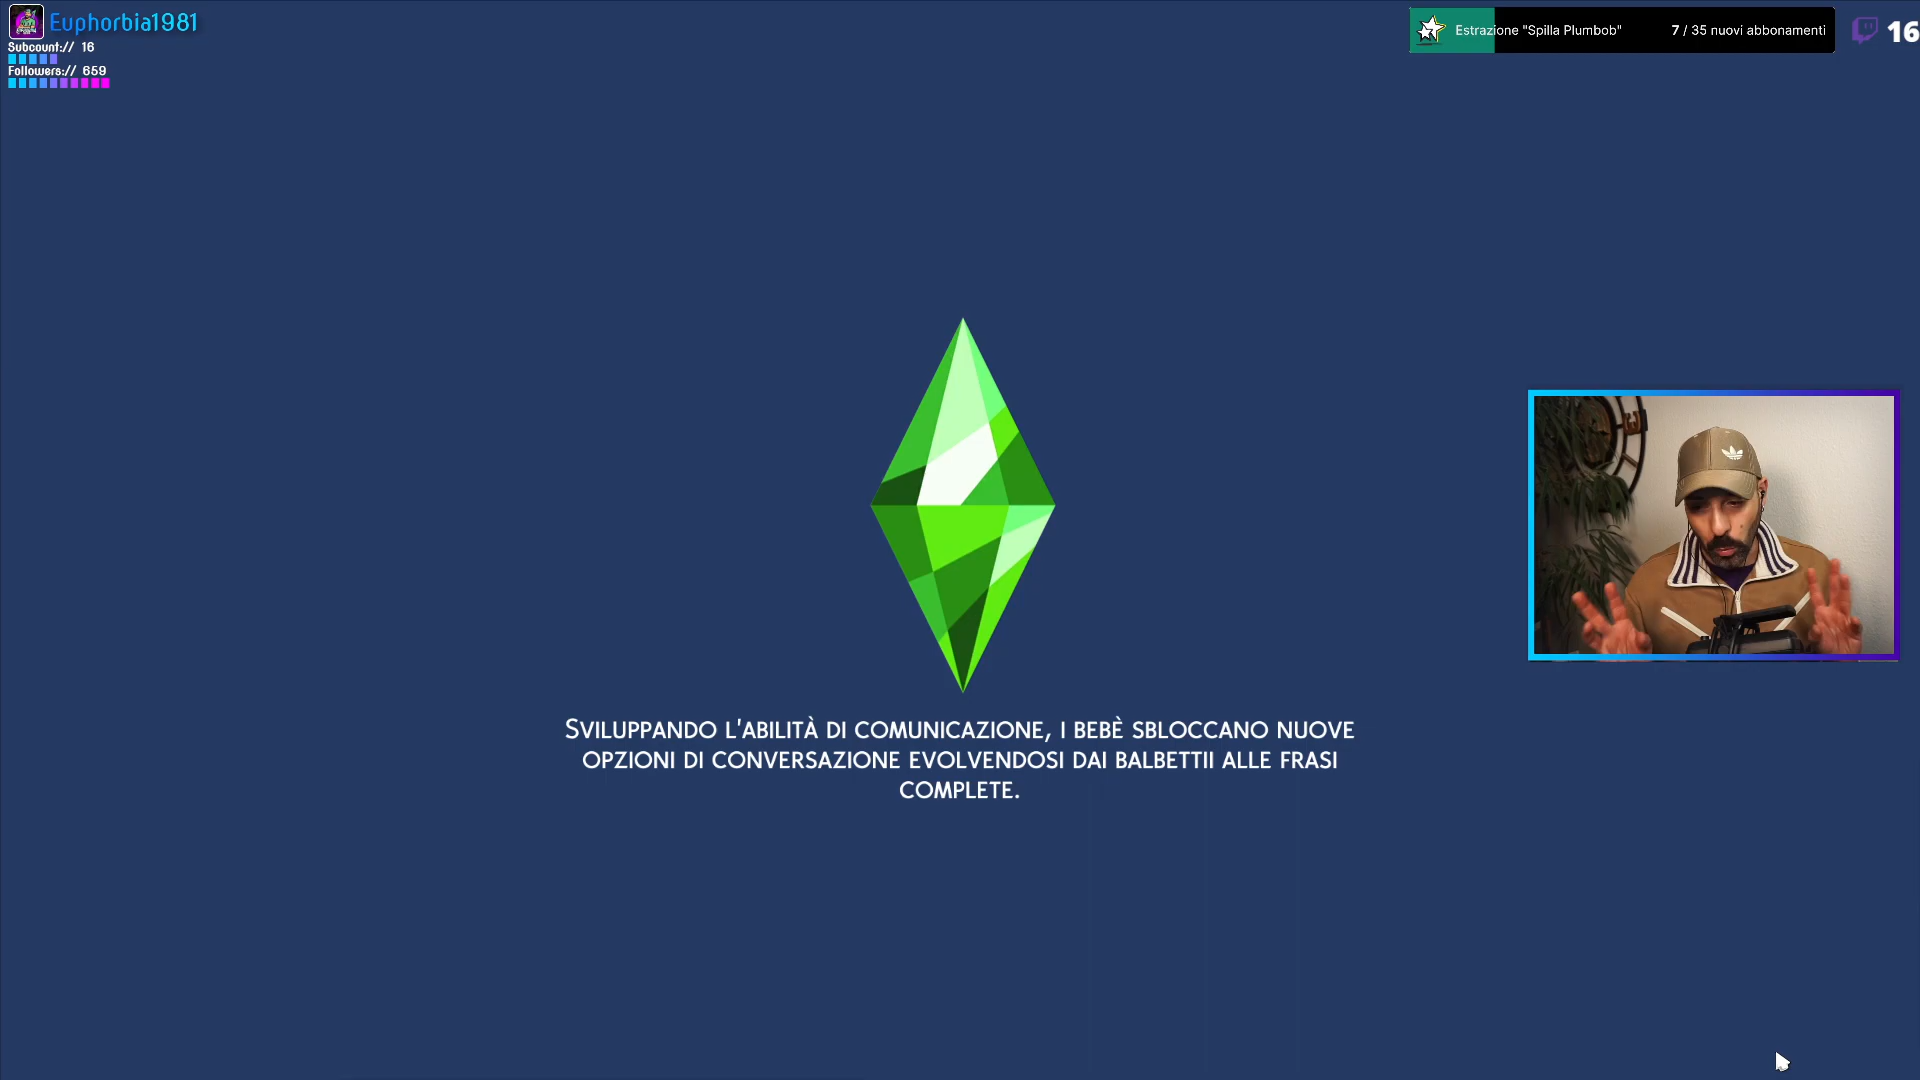 Euphorbia1981
Subcount:// 16
Followers:// 659
Estrazione "Spilla Plumbob" 7 / 35 nuovi abbonamenti
16
SVILUPPANDO L'ABILITÀ DI COMUNICAZIONE, I BEBÈ SBLOCCANO NUOVE
OPZIONI DI CONVERSAZIONE EVOLVENDOSI DAI BALBETTII ALLE FRASI
COMPLETE.